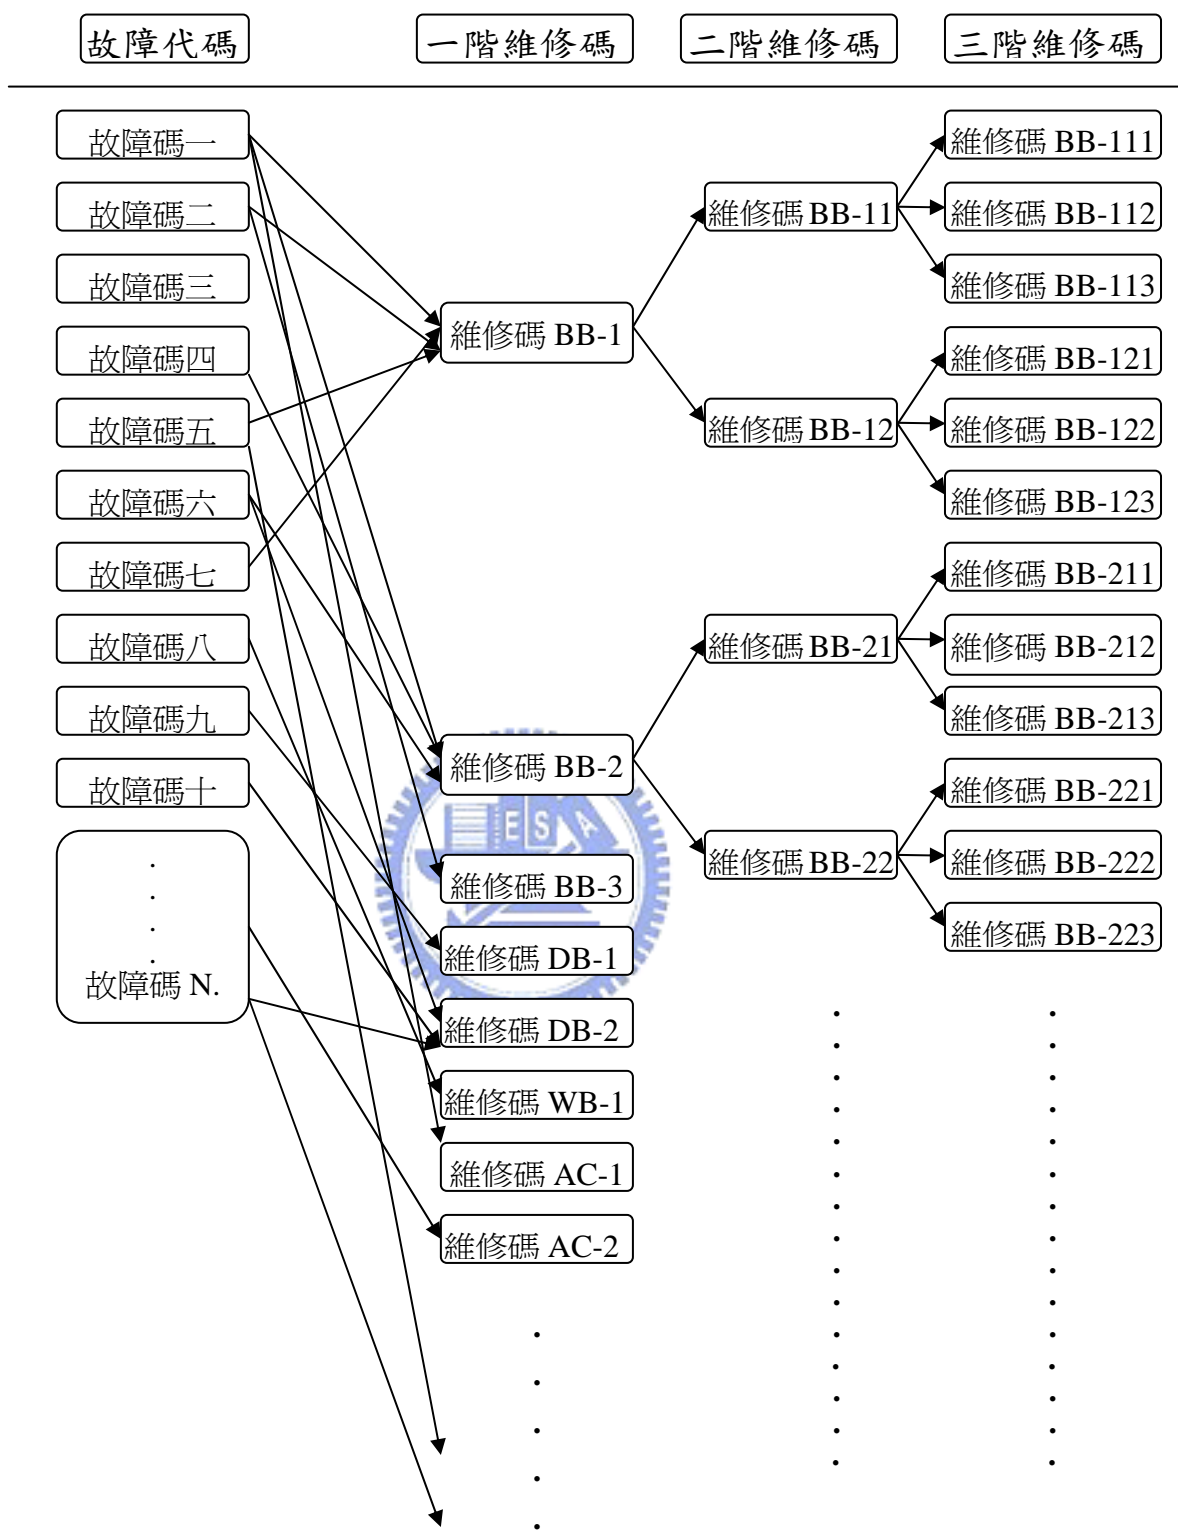 故障代碼 一階維修碼 二階維修碼 三階維修碼
故障碼一
故障碼二
故障碼三
故障碼四
故障碼五
故障碼六
故障碼七
故障碼八
故障碼九
故障碼十
故障碼 N.
維修碼 BB-1
維修碼 BB-2
維修碼 BB-3
維修碼 DB-1
維修碼 DB-2
維修碼 WB-1
維修碼 AC-1
維修碼 AC-2
維修碼 BB-11
維修碼 BB-12
維修碼 BB-21
維修碼 BB-22
維修碼 BB-111
維修碼 BB-112
維修碼 BB-113
維修碼 BB-121
維修碼 BB-122
維修碼 BB-123
維修碼 BB-211
維修碼 BB-212
維修碼 BB-213
維修碼 BB-221
維修碼 BB-222
維修碼 BB-223
ESA